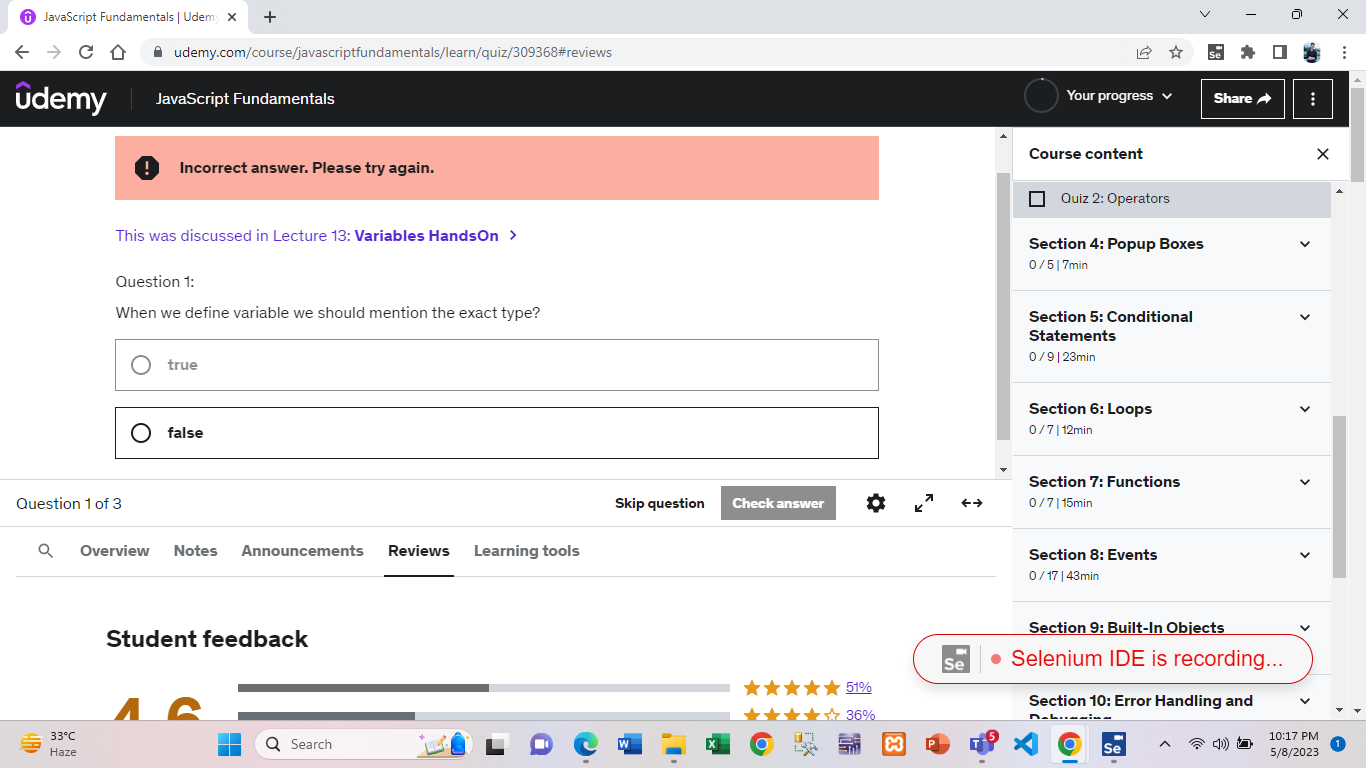 JavaScript Fundamentals | Udem
udemy.com/course/javascriptfundamentals/learn/quiz/309368#reviews
Se
udemy
JavaScript Fundamentals
Your progress
Share
Incorrect answer. Please try again.
This was discussed in Lecture 13: Variables HandsOn
Question 1:
When we define variable we should mention the exact type?
true
false
Question 1 of 3
Skip question
Check answer
Overview
Notes
Announcements
Reviews
Learning tools
Student feedback
4.6
51%
36%
Course content
Quiz 2: Operators
Section 4: Popup Boxes
0 / 5 | 7min
Section 5: Conditional
Statements
0 / 9 | 23min
Section 6: Loops
0 / 7 | 12min
Section 7: Functions
0 / 7 | 15min
Section 8: Events
0 / 17 | 43min
Section 9: Built-In Objects
Se
Selenium IDE is recording...
Section 10: Error Handling and
Debugging
33°C
Haze
Search
5
Se
10:17 PM
5/8/2023
1